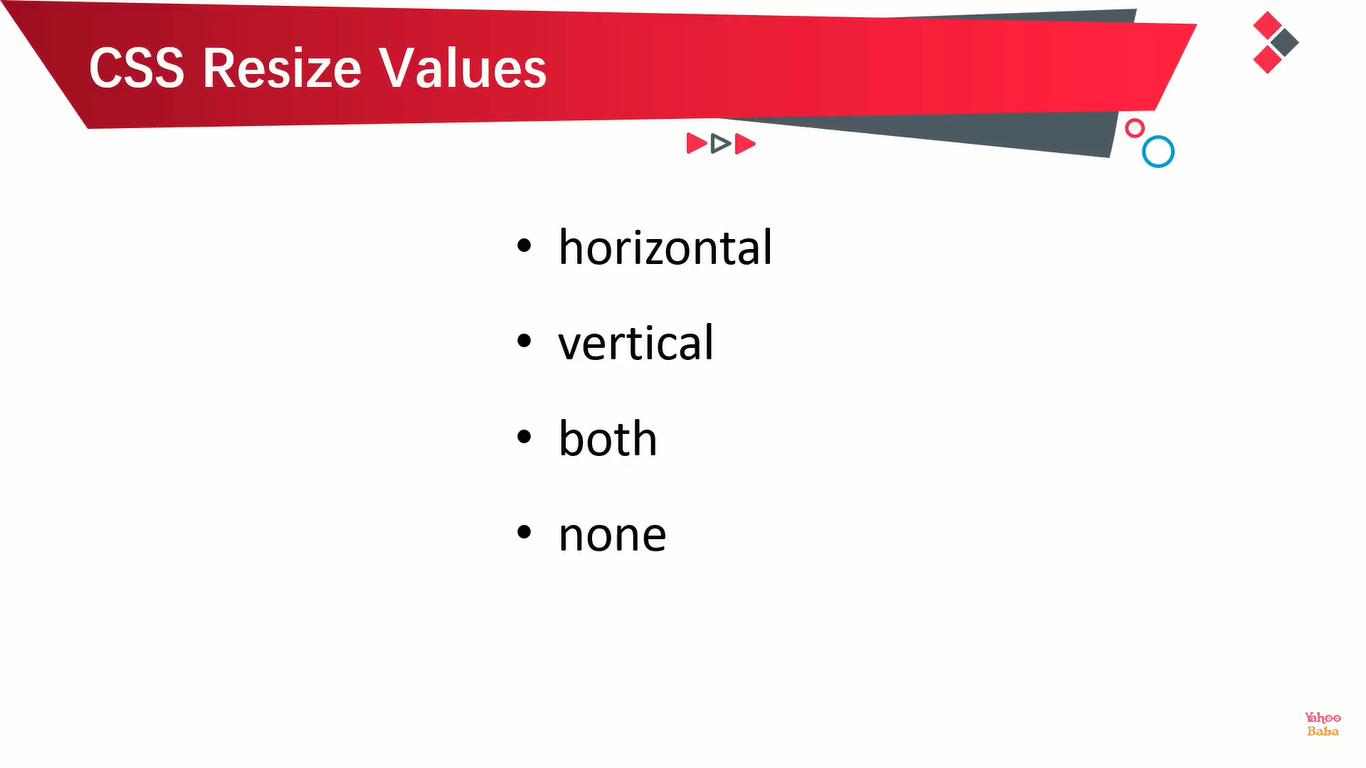 CSS Resize Values
• horizontal
• vertical
• both
• none
Yahoo
Baba